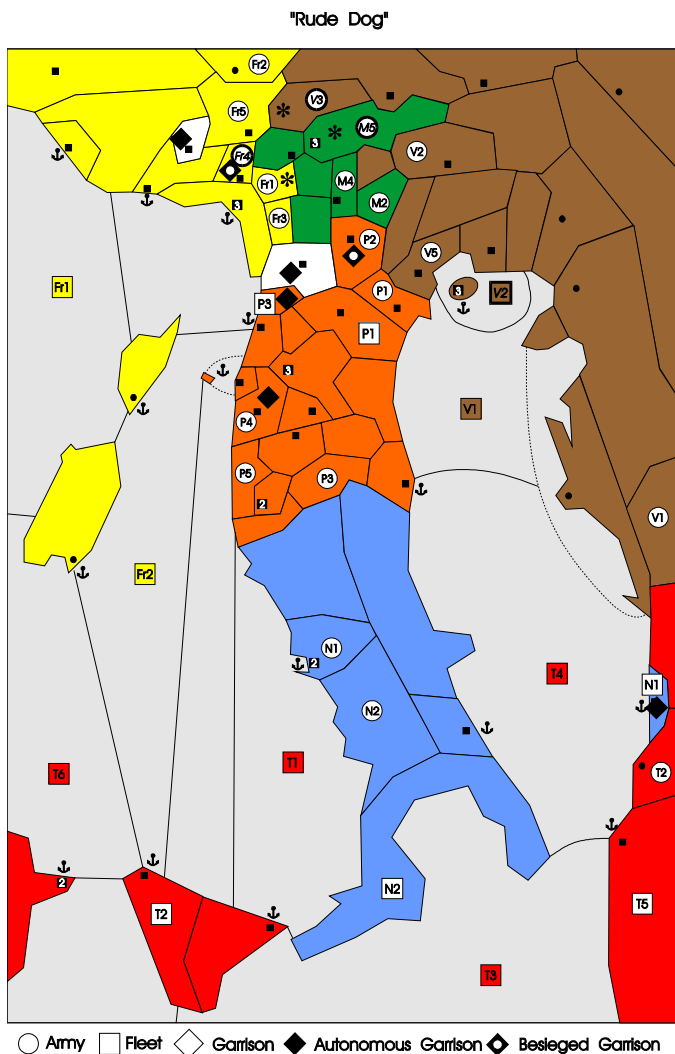 "Rude Dog"
Fr2
V3
Fr5
M5
3
Fr4
V2
Fr1
M4
3
M2
Fr3
P2
V5
Fr1
P1
3
V2
P3
P1
3
V1
P4
P5
P3
2
V1
Fr2
N1
2
T4
N1
N2
T1
T6
T2
2
N2
T2
T5
T3
Army
Fleet
Garrison
Autonomous Garrison
Besieged Garrison